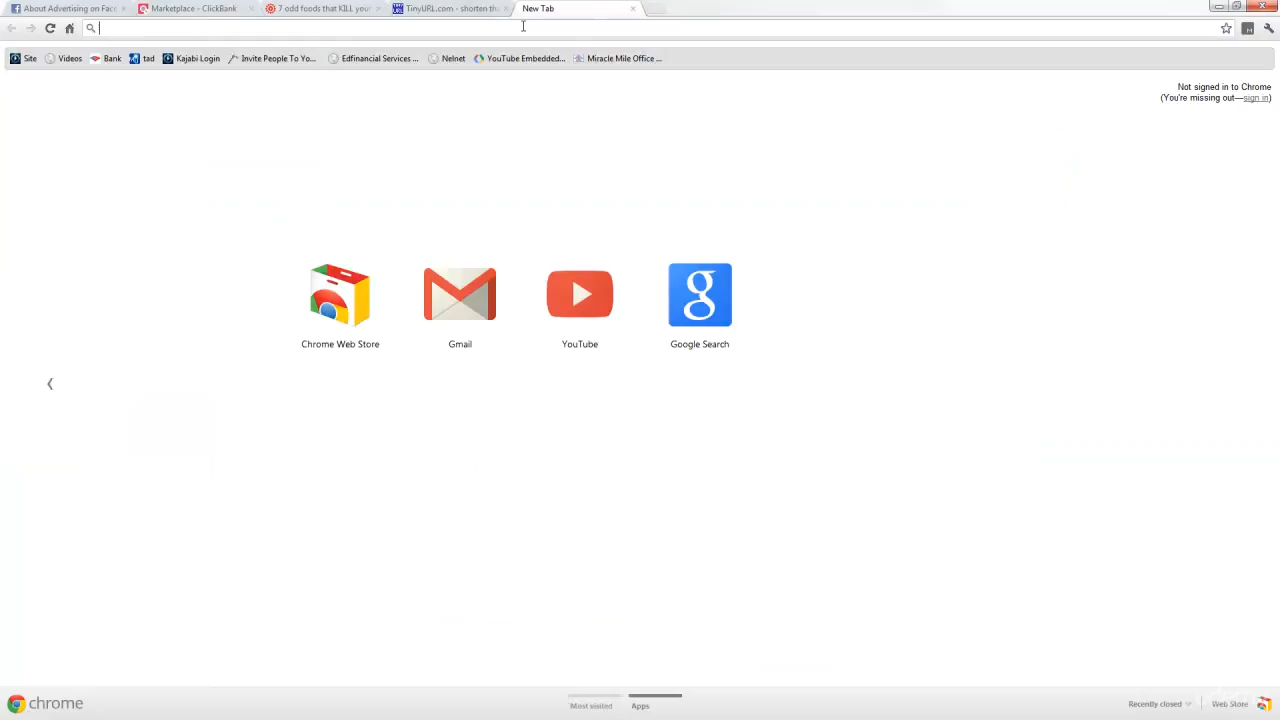 About Advertising on Face
Marketplace - ClickBank
7 odd foods that KILL your
TinyURL.com - shorten tha
New Tab
Site
Videos
Bank
tad
Kajabi Login
Invite People To Yo...
Edfinancial Services ...
Nelnet
YouTube Embedded...
Miracle Mile Office ...
Not signed in to Chrome
(You're missing out—sign in)
Chrome Web Store
Gmail
YouTube
Google Search
chrome
Most visited
Apps
Recently closed
Web Store